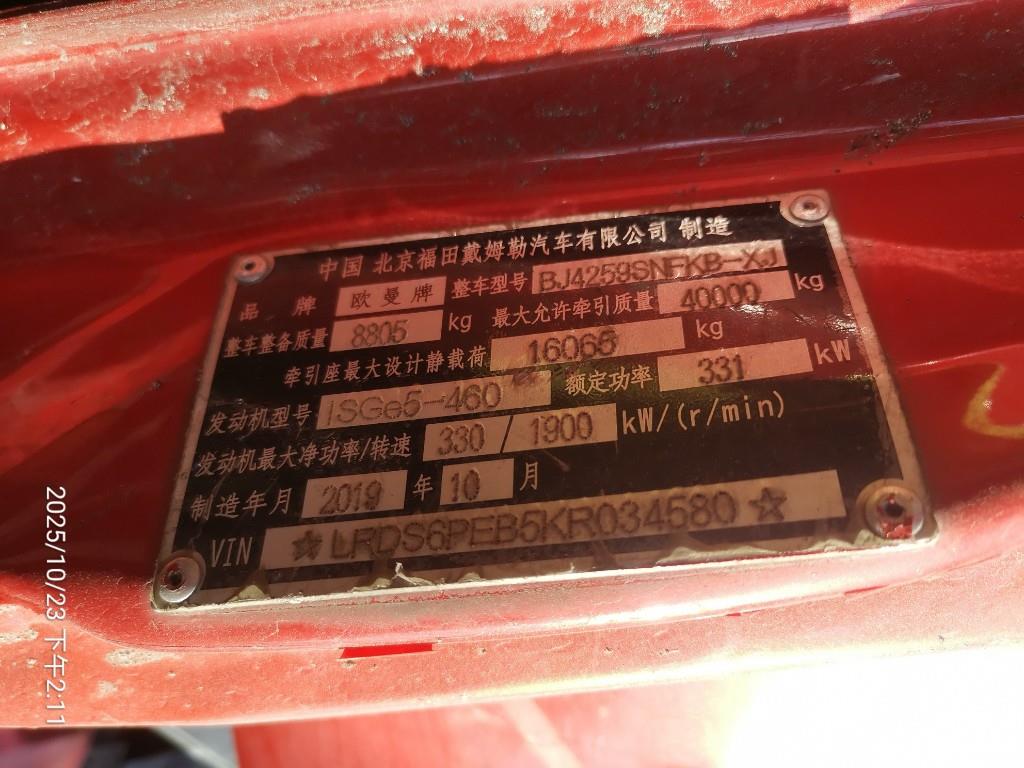 中国 北京福田戴姆勒汽车有限公司 制造
品 牌 欧曼牌 整车型号 BJ4259SNFKB-XJ
整车整备质量 8805 kg 最大允许牵引质量 40000 kg
牵引座最大设计静载荷 16065 kg
发动机型号 ISGe5-460 额定功率 331 kW
发动机最大净功率/转速 330 / 1900 kW/(r/min)
制造年月 2019 年 10 月
VIN ☆LRDS6PEB5KR034580☆
2025/10/23 下午2:11